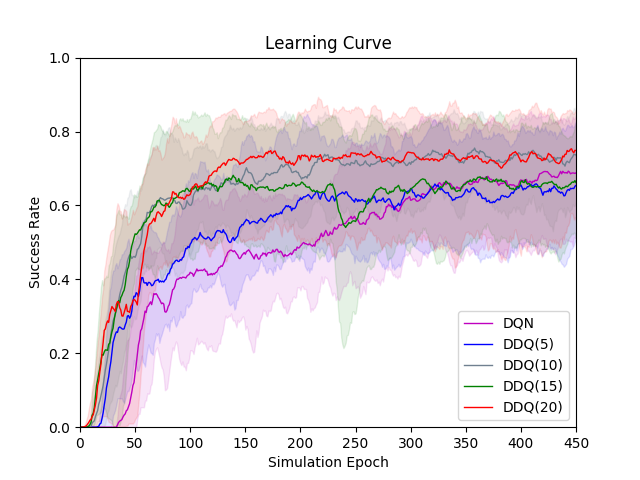 Learning Curve
1.0
0.8
0.6
0.4
0.2
0.0
Success Rate
0 50 100 150 200 250 300 350 400 450
Simulation Epoch
DQN
DDQ(5)
DDQ(10)
DDQ(15)
DDQ(20)